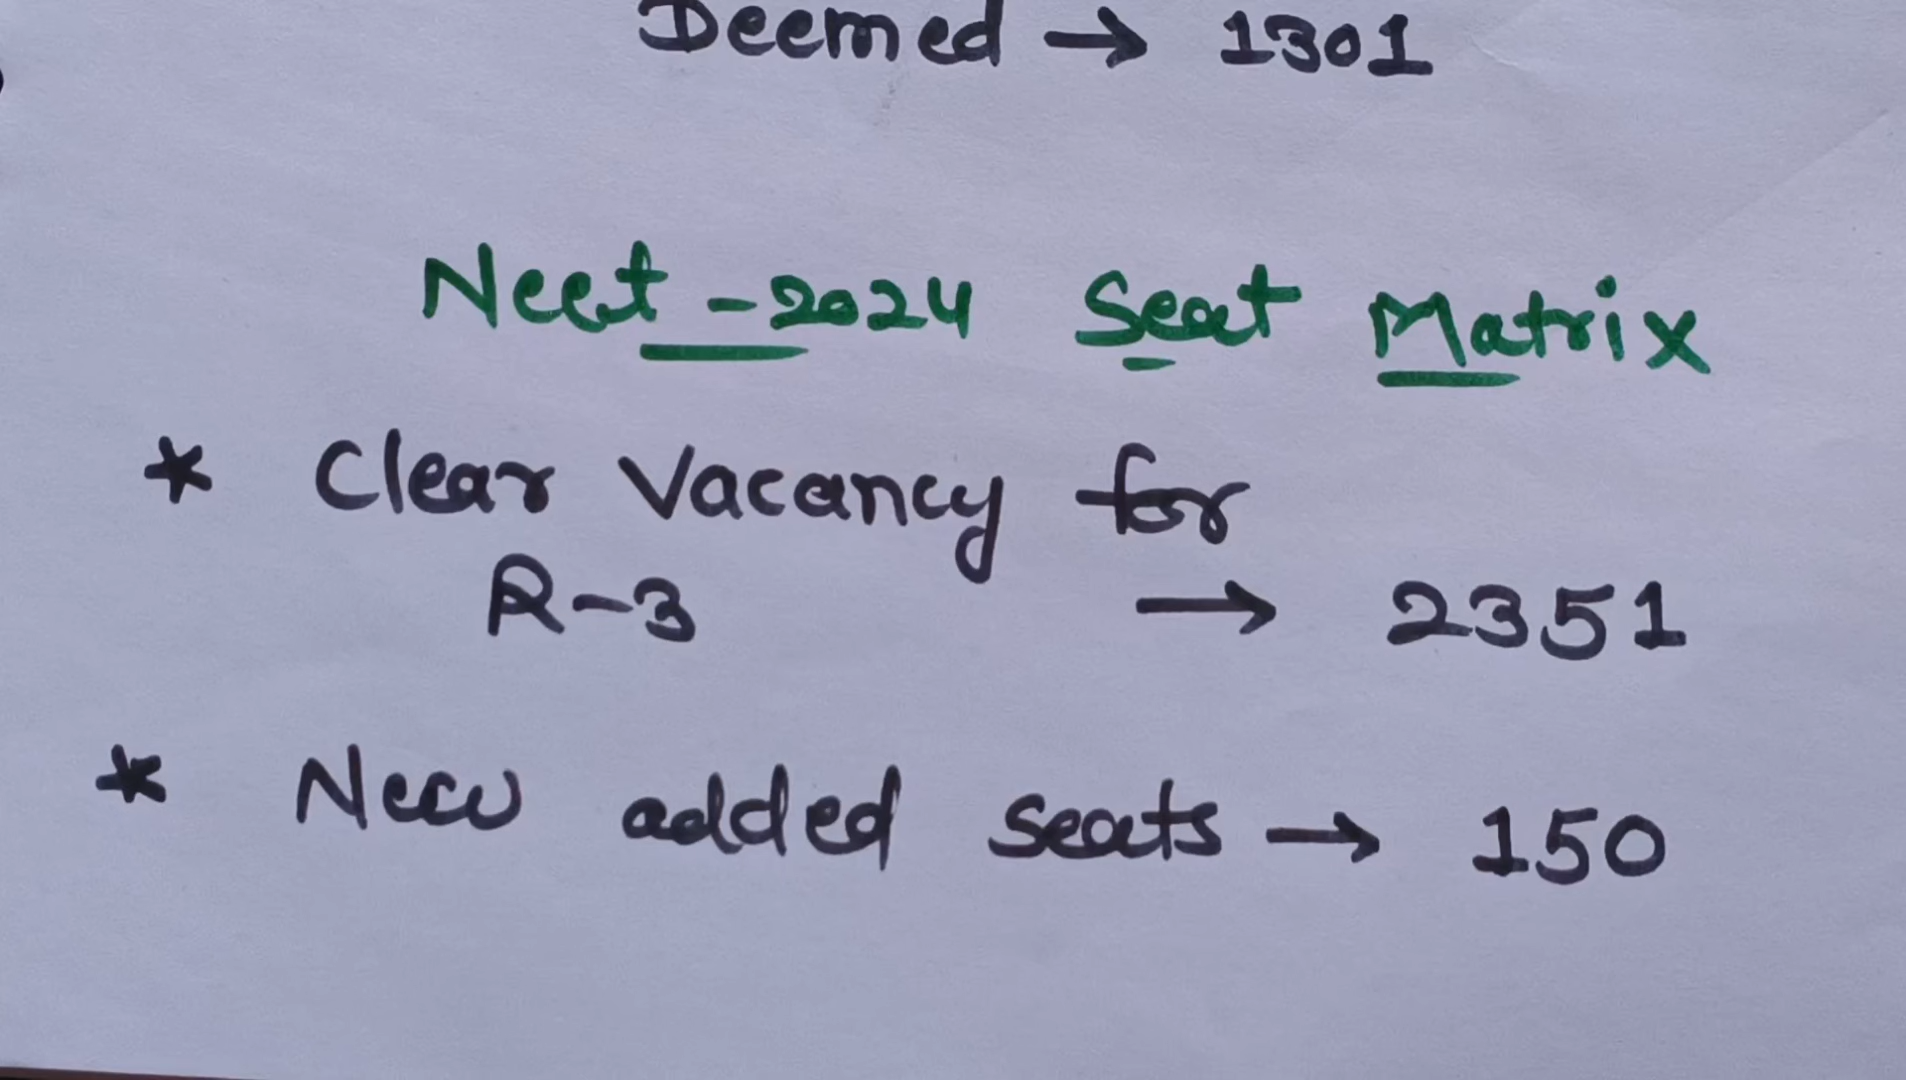 Deemed → 1301
Neet -2024 Seat Matrix
* Clear Vacancy for
R-3 → 2351
* New added seats → 150